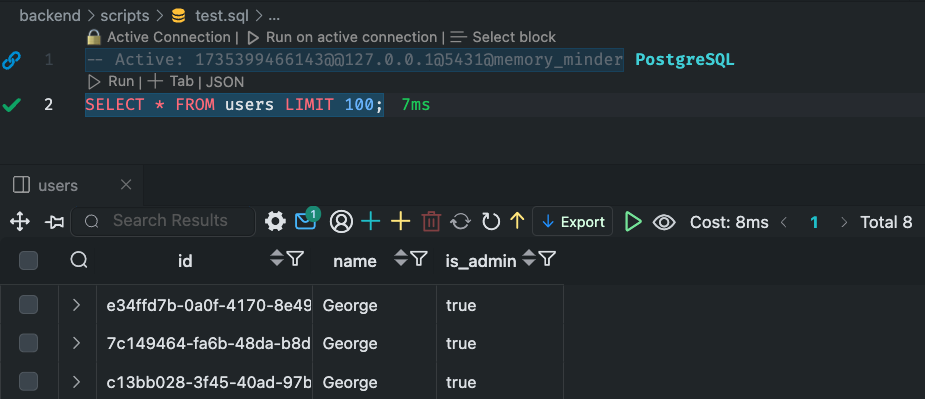 backend > scripts > test.sql > ...
Active Connection | Run on active connection | Select block
1 -- Active: 1735399466143@@127.0.0.1@5431@memory_minder PostgreSQL
Run | Tab | JSON
2 SELECT * FROM users LIMIT 100; 7ms
users
Search Results 1 Export Cost: 8ms < 1 > Total 8
id name is_admin
e34ffd7b-0a0f-4170-8e49 George true
7c149464-fa6b-48da-b8d George true
c13bb028-3f45-40ad-97b George true